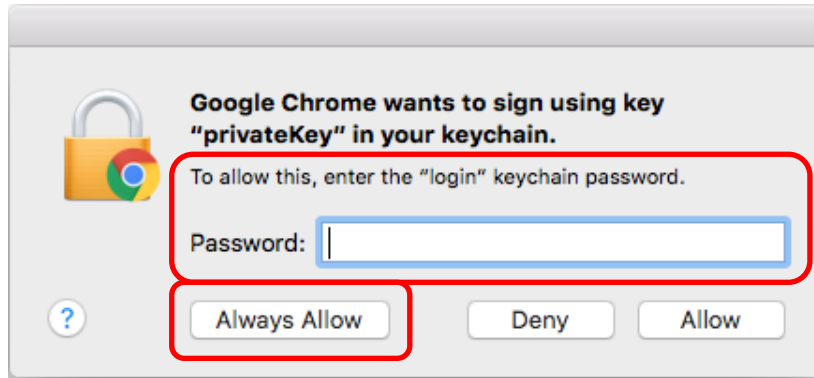 Google Chrome wants to sign using key
“privateKey” in your keychain.
To allow this, enter the “login” keychain password.
Password:
? Always Allow Deny Allow